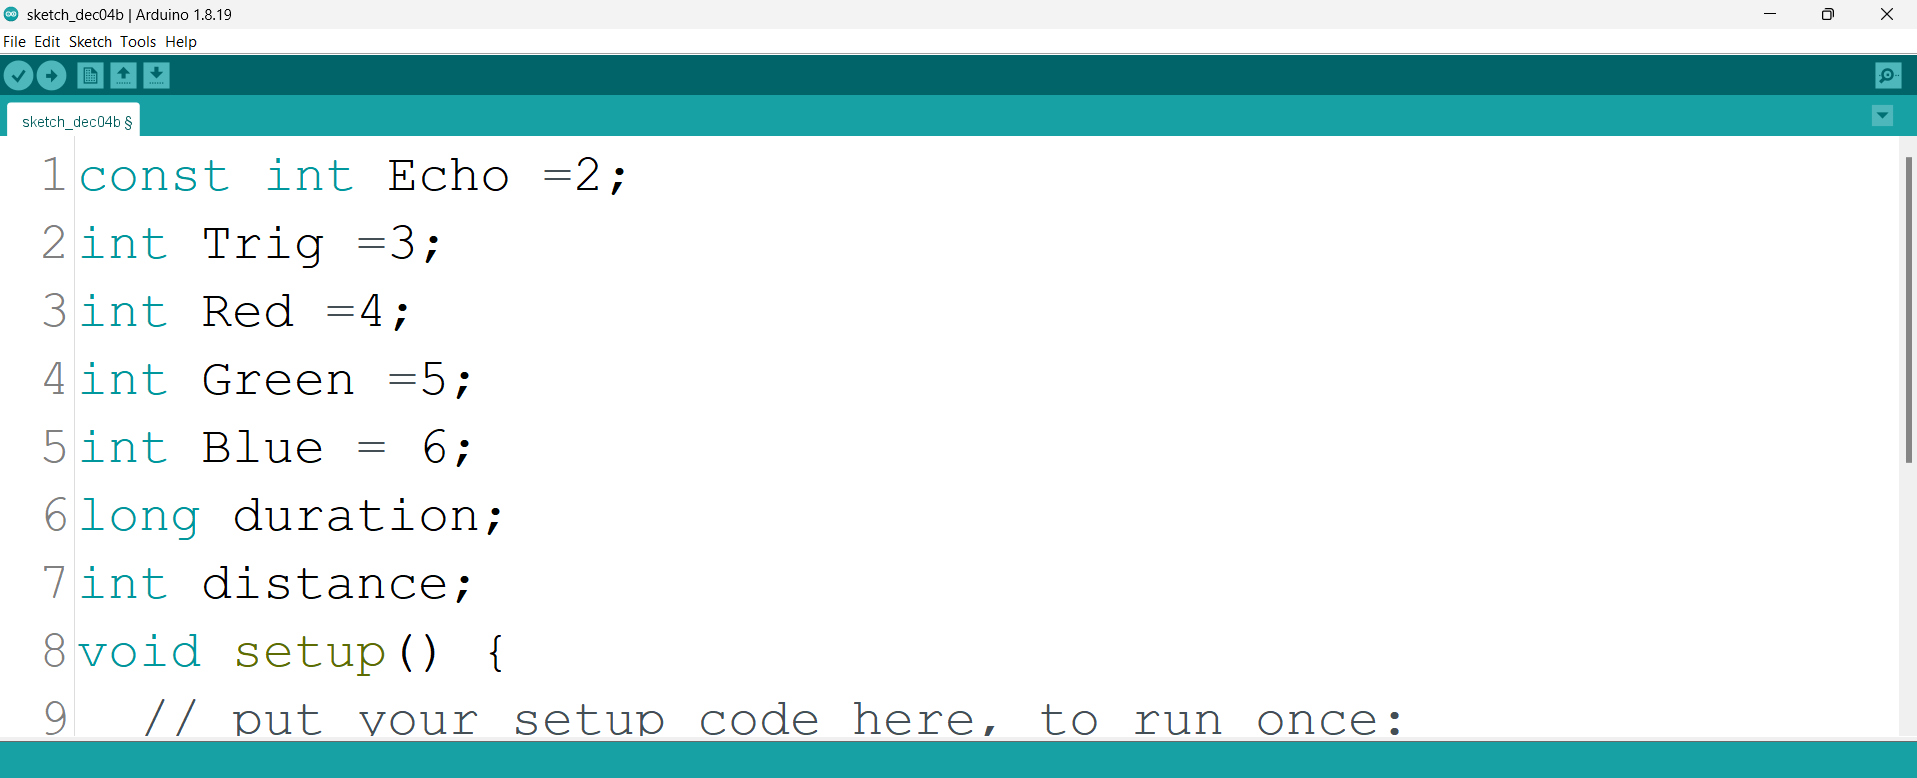 sketch_dec04b | Arduino 1.8.19
File Edit Sketch Tools Help
sketch_dec04b §
1 const int Echo =2;
2 int Trig =3;
3 int Red =4;
4 int Green =5;
5 int Blue = 6;
6 long duration;
7 int distance;
8 void setup() {
9 // put your setup code here, to run once: